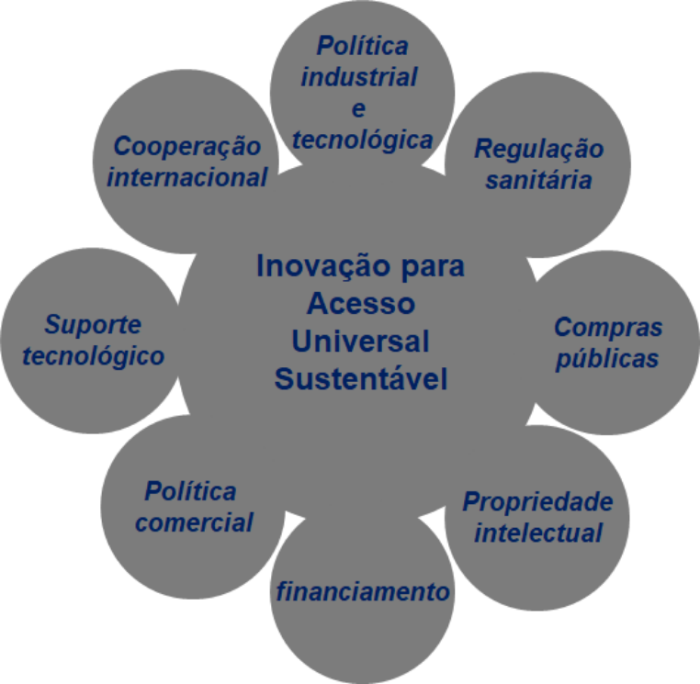 Política
industrial
e
tecnológica
Cooperação
internacional
Regulação
sanitária
Inovação para
Acesso
Universal
Sustentável
Suporte
tecnológico
Compras
públicas
Política
comercial
Propriedade
intelectual
financiamento